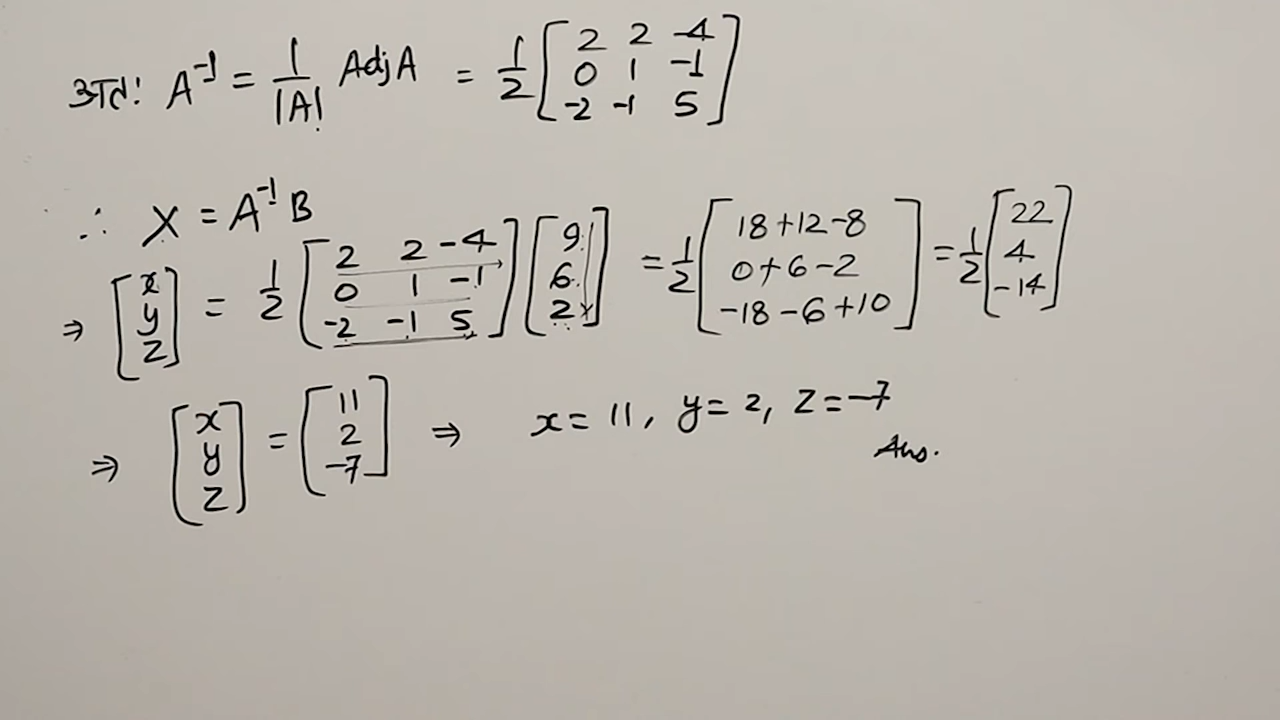 अतः A⁻¹ = 1/|A| Adj A = 1/2 [2 2 -4; 0 1 -1; -2 -1 5]
∴ X = A⁻¹ B
⇒ [x; y; z] = 1/2 [2 2 -4; 0 1 -1; -2 -1 5] [9; 6; 2] = 1/2 [18+12-8; 0+6-2; -18-6+10] = 1/2 [22; 4; -14]
⇒ [x; y; z] = [11; 2; -7] ⇒ x = 11, y = 2, z = -7
Ans.